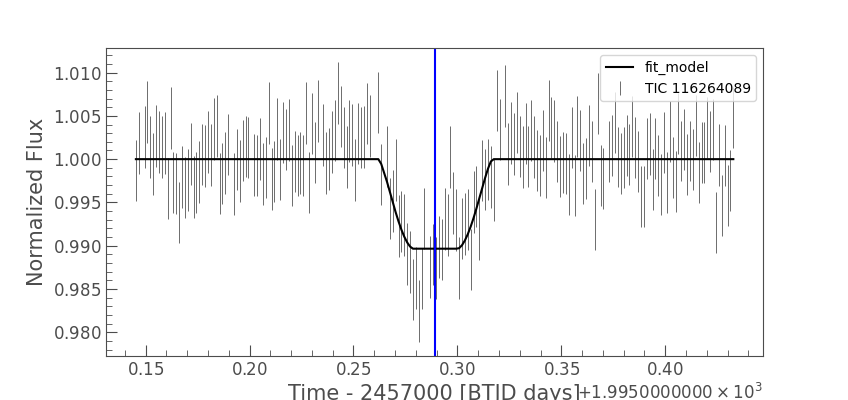 fit_model
TIC 116264089
Normalized Flux
1.010
1.005
1.000
0.995
0.990
0.985
0.980
0.15
0.20
0.25
0.30
0.35
0.40
Time - 2457000 [BTJD days]
+1.9950000000 × 10³